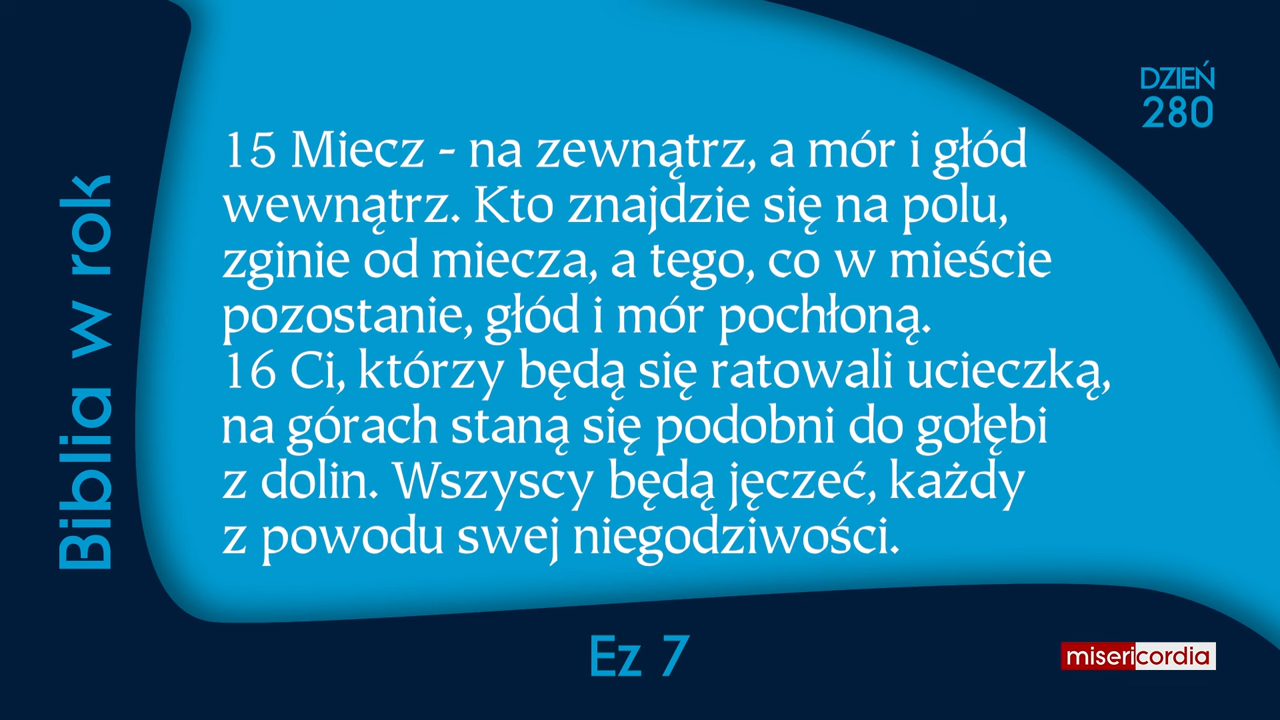 DZIEŃ
280
Biblia w rok
15 Miecz - na zewnątrz, a mór i głód
wewnątrz. Kto znajdzie się na polu,
zginie od miecza, a tego, co w mieście
pozostanie, głód i mór pochłoną.
16 Ci, którzy będą się ratowali ucieczką,
na górach staną się podobni do gołębi
z dolin. Wszyscy będą jęczeć, każdy
z powodu swej niegodziwości.
Ez 7
misericordia